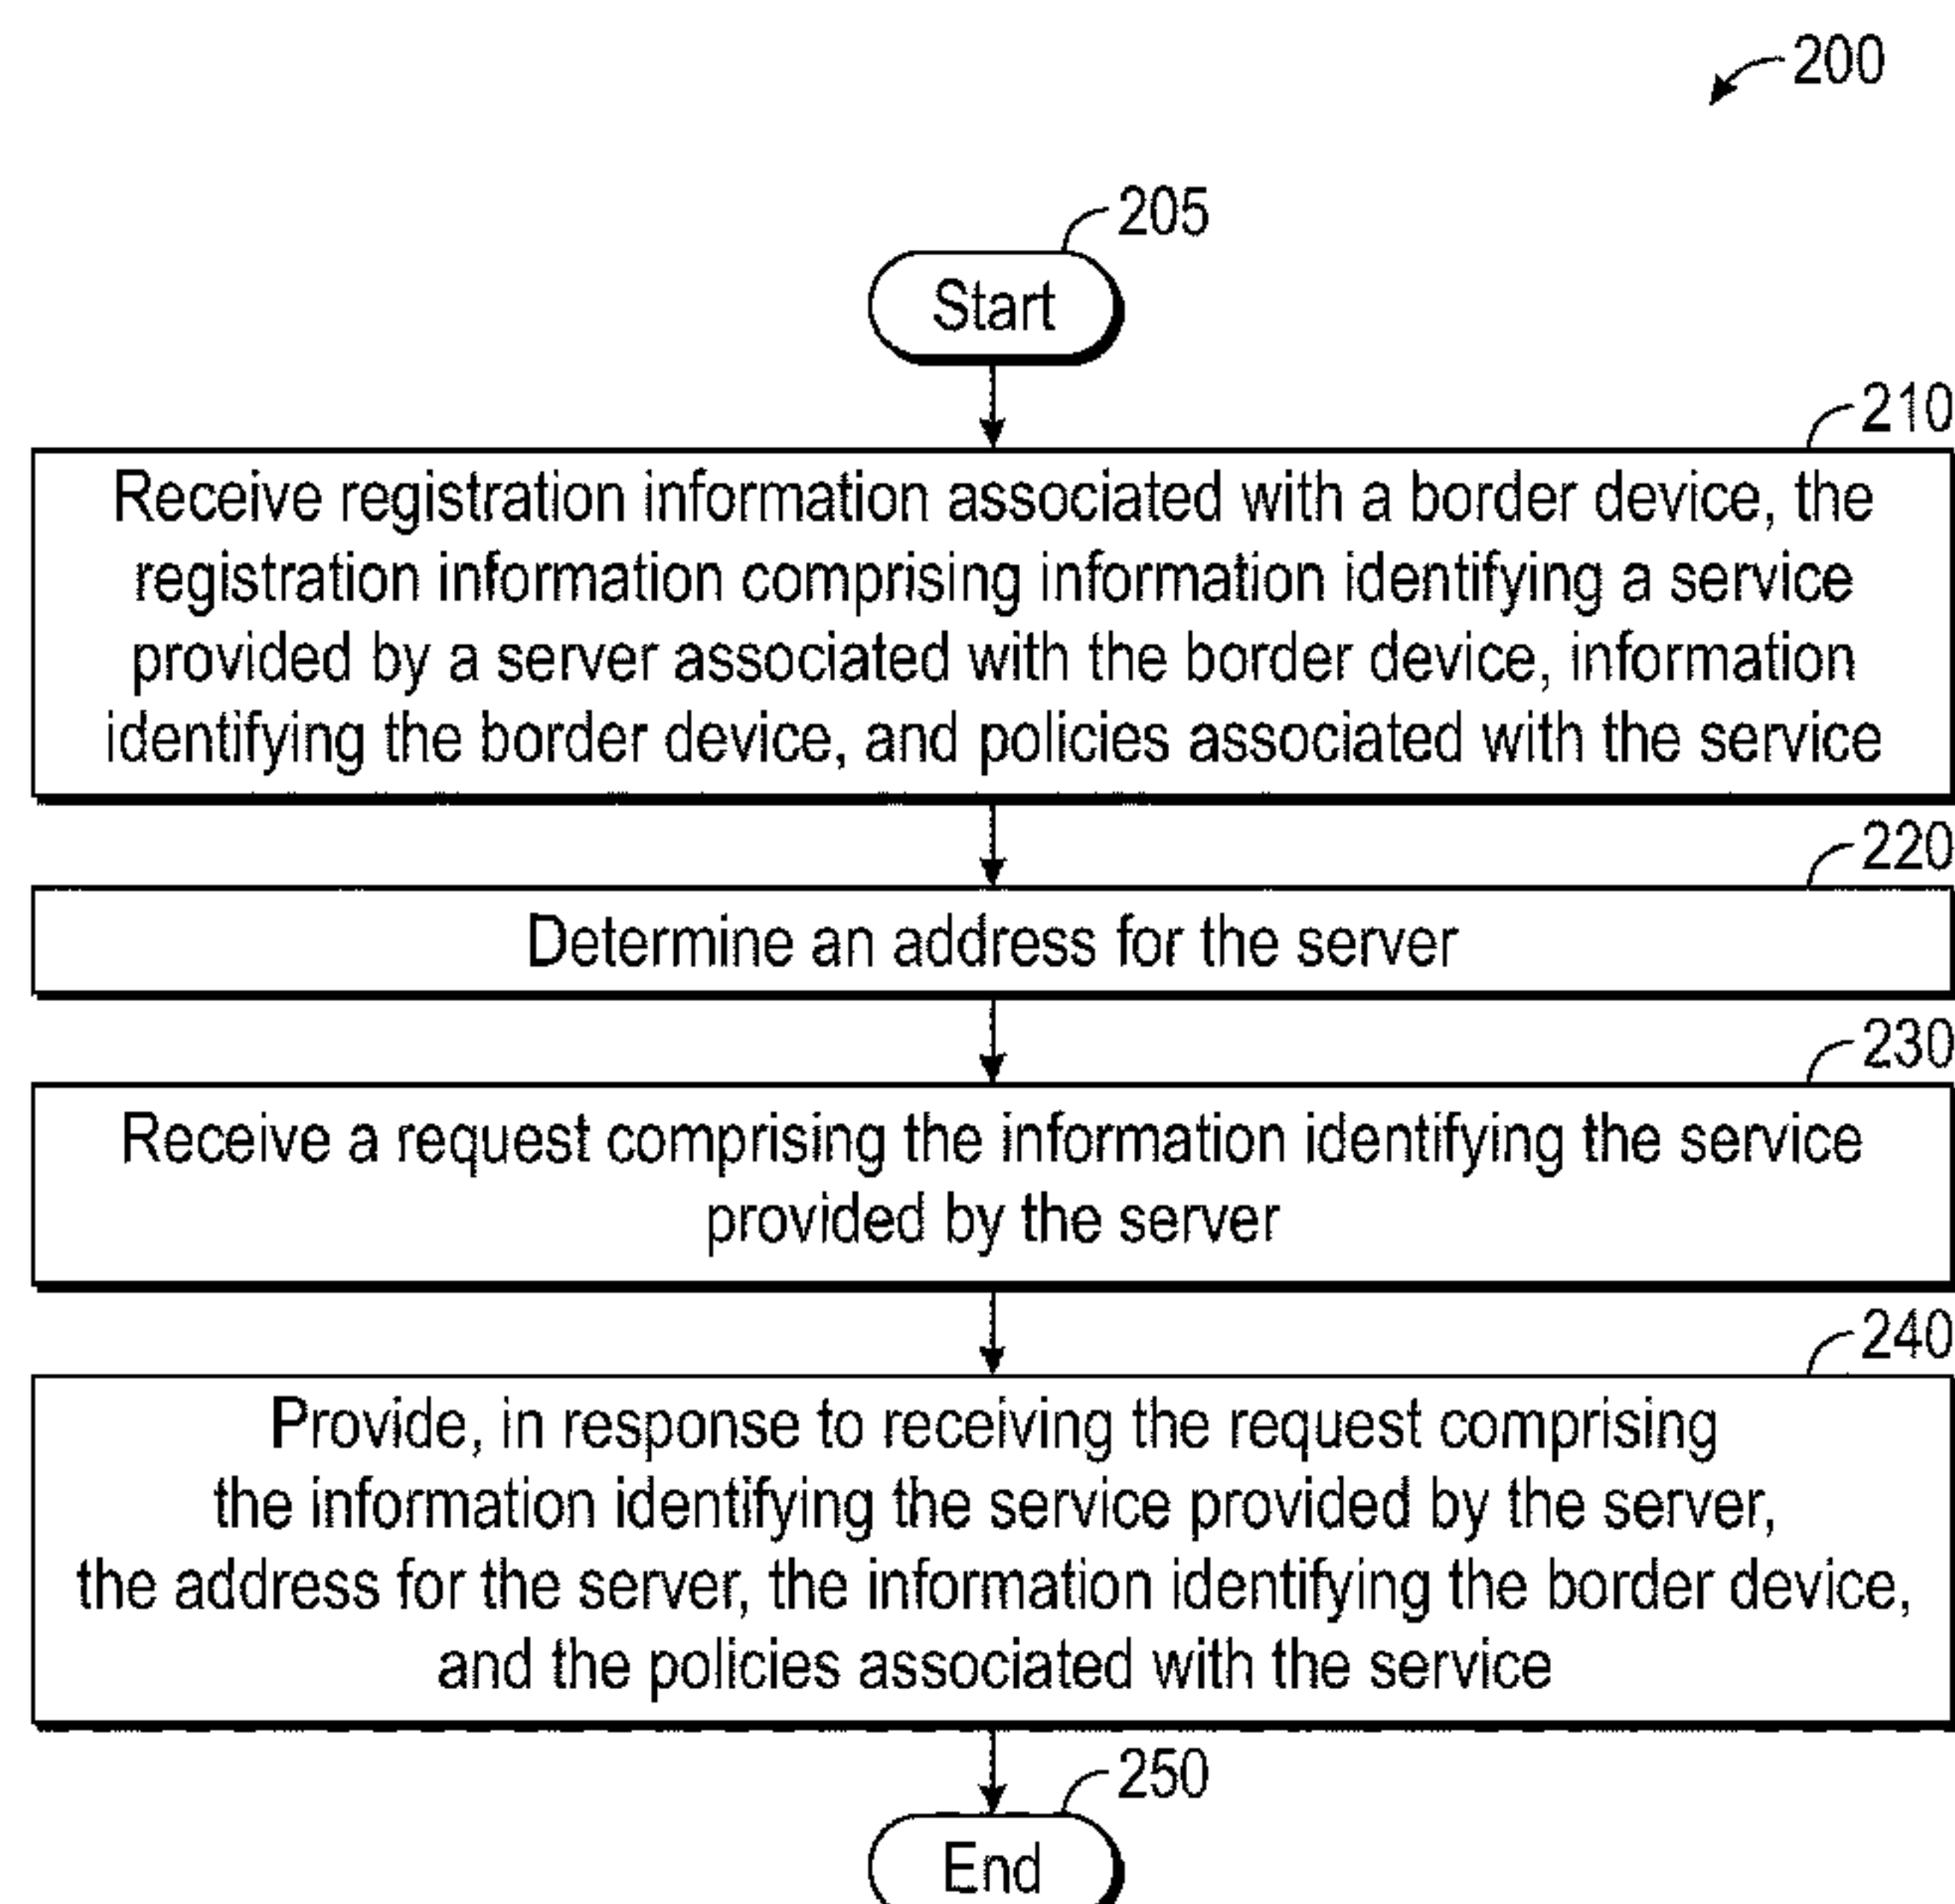 200
205
Start
210
Receive registration information associated with a border device, the
registration information comprising information identifying a service
provided by a server associated with the border device, information
identifying the border device, and policies associated with the service
220
Determine an address for the server
230
Receive a request comprising the information identifying the service
provided by the server
240
Provide, in response to receiving the request comprising
the information identifying the service provided by the server,
the address for the server, the information identifying the border device,
and the policies associated with the service
250
End